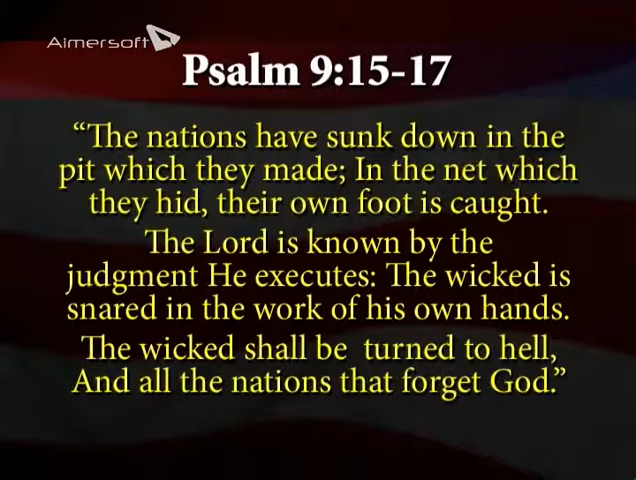 Aimersoft
Psalm 9:15-17
“The nations have sunk down in the
pit which they made; In the net which
they hid, their own foot is caught.
The Lord is known by the
judgment He executes: The wicked is
snared in the work of his own hands.
The wicked shall be turned to hell,
And all the nations that forget God.”